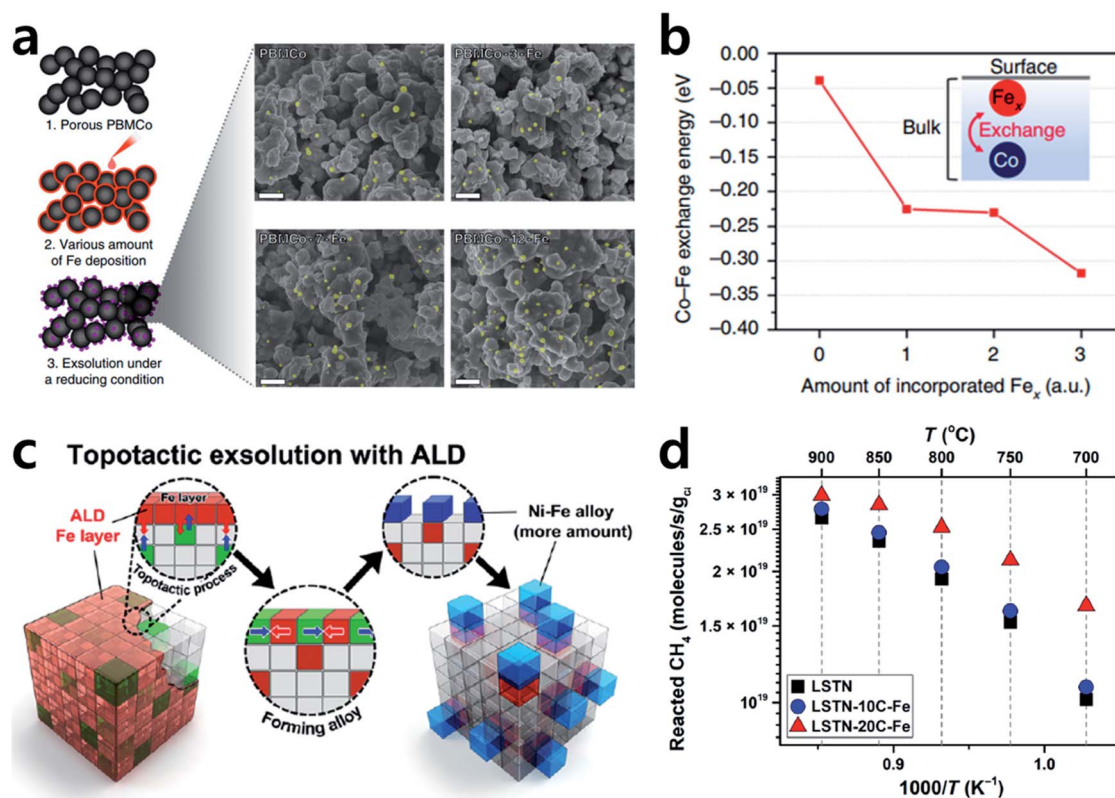 a
1. Porous PBMCo
2. Various amount
of Fe deposition
3. Exsolution under
a reducing condition
PBMCo
PBMCo - 3 - Fe
PBMCo - 7 - Fe
PBMCo - 12 - Fe
b
Co–Fe exchange energy (eV
0.00
−0.05
−0.10
−0.15
−0.20
−0.25
−0.30
−0.35
−0.40
0
1
2
3
Amount of incorporated Feₓ (a.u.)
Surface
Bulk
Feₓ
Exchange
Co
c
Topotactic exsolution with ALD
ALD
Fe layer
Fe layer
Topotactic process
Forming alloy
Ni-Fe alloy
(more amount)
d
T (°C)
900
850
800
750
700
Reacted CH₄ (molecules/s/g
3 × 10¹⁹
2.5 × 10¹⁹
2 × 10¹⁹
1.5 × 10¹⁹
10¹⁹
LSTN
LSTN-10C-Fe
LSTN-20C-Fe
0.9
1.0
1000/T (K⁻¹)